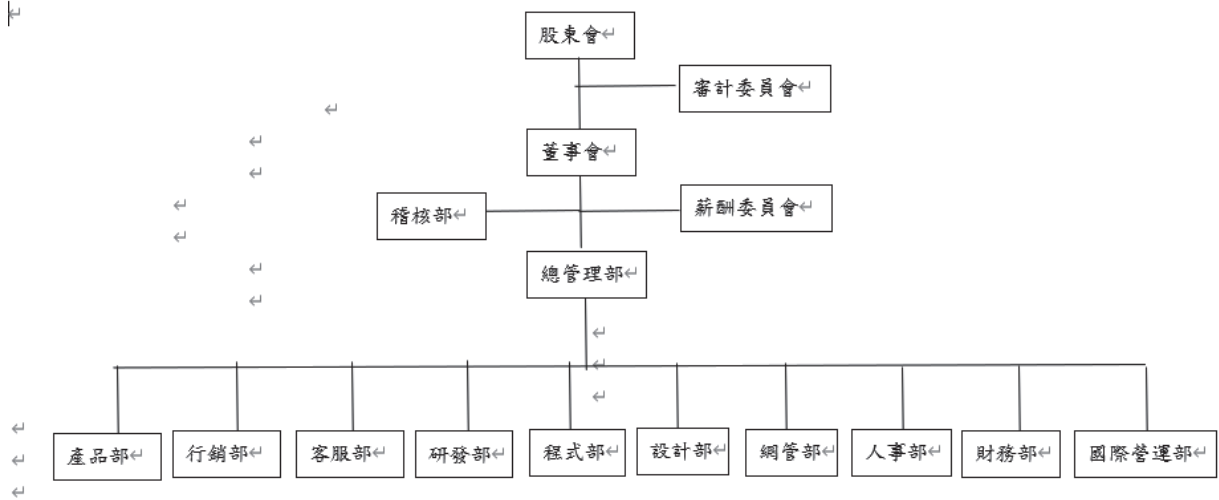 股東會
審計委員會
董事會
稽核部
薪酬委員會
總管理部
產品部
行銷部
客服部
研發部
程式部
設計部
網管部
人事部
財務部
國際營運部